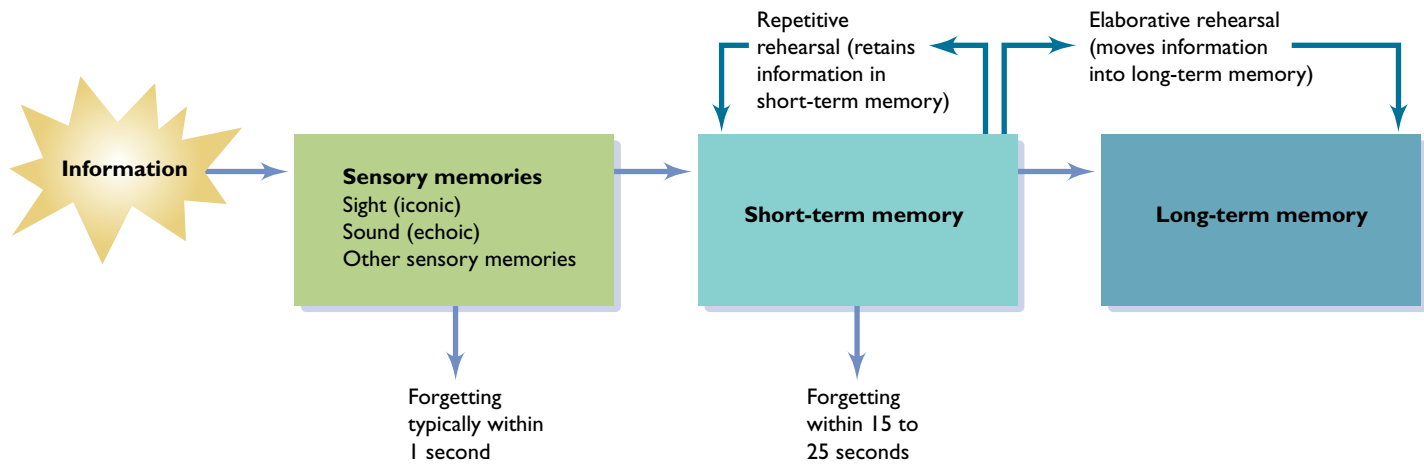 Information
Sensory memories
Sight (iconic)
Sound (echoic)
Other sensory memories
Forgetting
typically within
1 second
Repetitive
rehearsal (retains
information in
short-term memory)
Short-term memory
Forgetting
within 15 to
25 seconds
Elaborative rehearsal
(moves information
into long-term memory)
Long-term memory